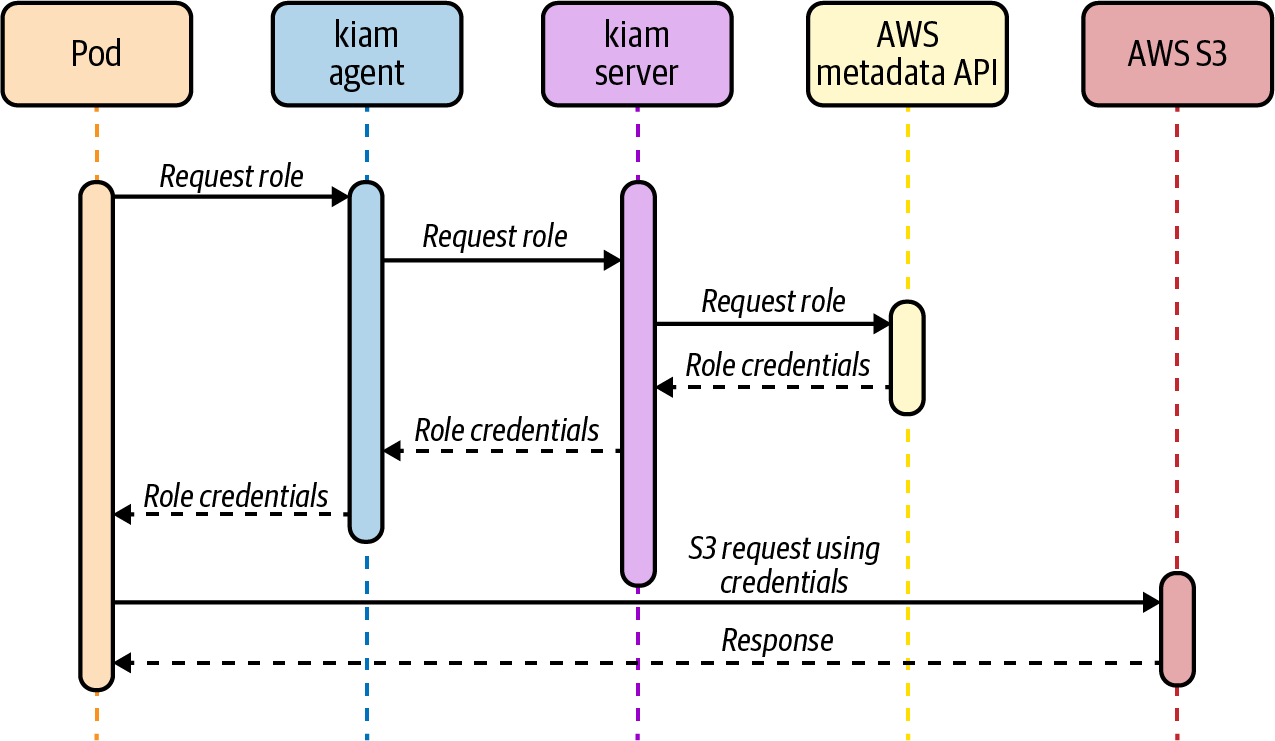 Pod
kiam
agent
kiam
server
AWS
metadata API
AWS S3
Request role
Request role
Request role
Role credentials
Role credentials
Role credentials
S3 request using
credentials
Response